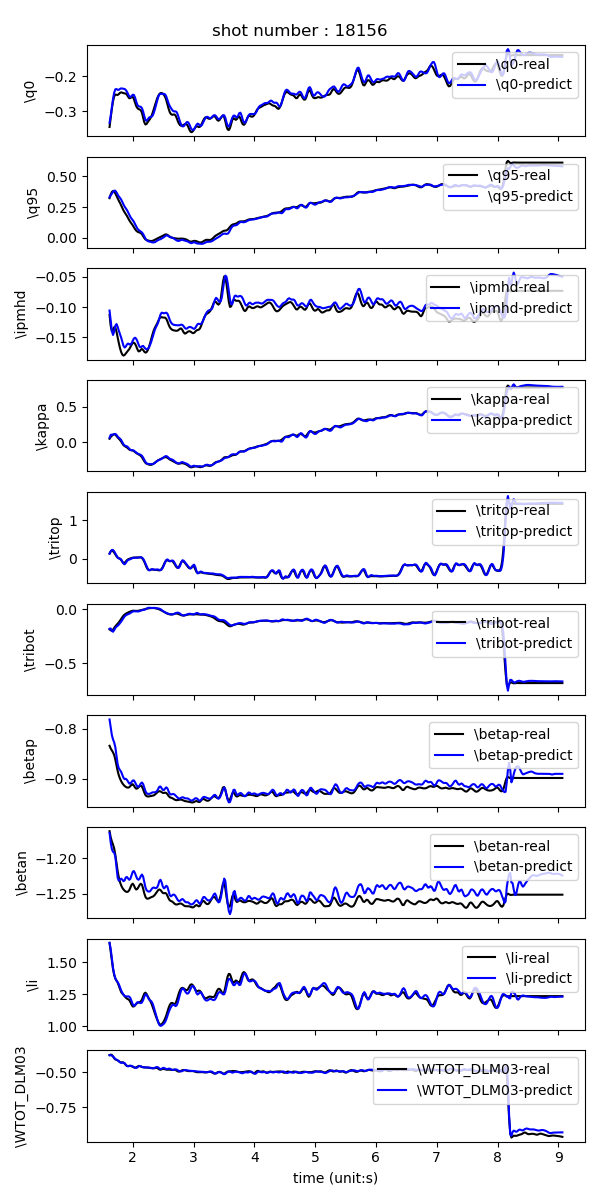 shot number : 18156
\q0
−0.2
−0.3
\q0-real
\q0-predict
\q95
0.50
0.25
0.00
\q95-real
\q95-predict
\ipmhd
−0.05
−0.10
−0.15
\ipmhd-real
\ipmhd-predict
\kappa
0.5
0.0
\kappa-real
\kappa-predict
\tritop
1
0
\tritop-real
\tritop-predict
\tribot
0.0
−0.5
\tribot-real
\tribot-predict
\betap
−0.8
−0.9
\betap-real
\betap-predict
\betan
−1.20
−1.25
\betan-real
\betan-predict
\li
1.50
1.25
1.00
\li-real
\li-predict
\WTOT_DLM03
−0.50
−0.75
\WTOT_DLM03-real
\WTOT_DLM03-predict
2 3 4 5 6 7 8 9
time (unit:s)